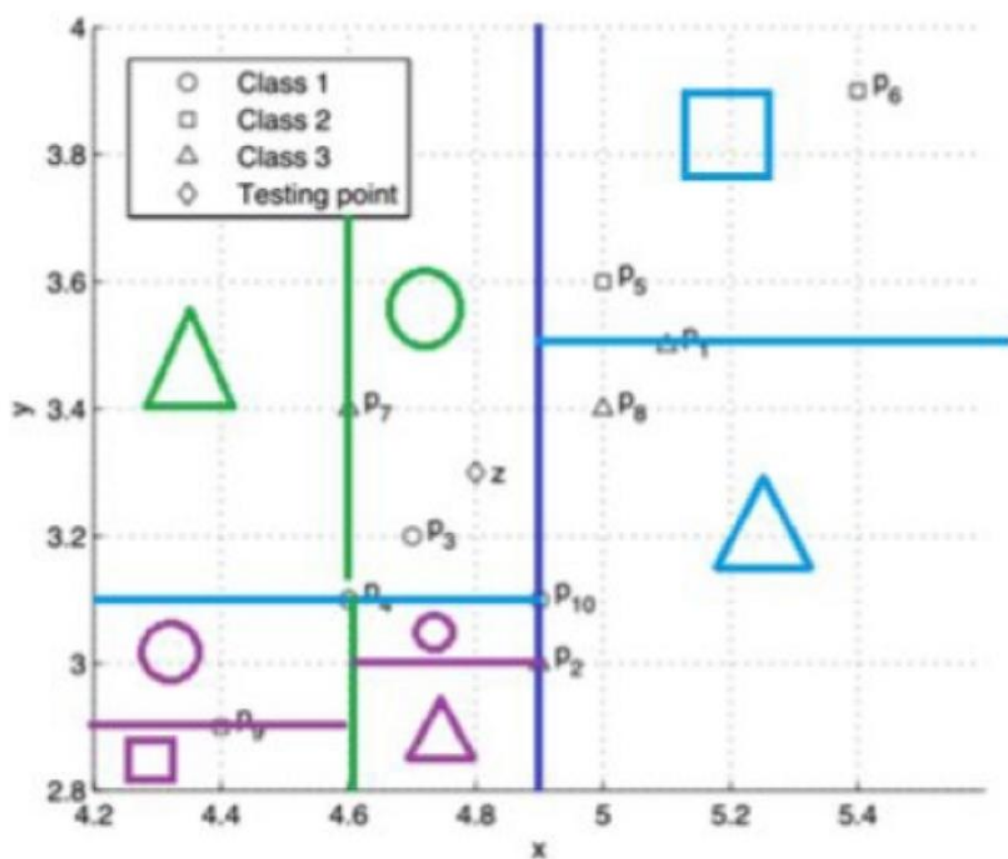 4
Class 1
Class 2
Class 3
Testing point
p6
3.8
3.6
p5
p1
y
3.4
p7
p8
z
3.2
p3
p4
p10
3
p2
p9
2.8
4.2
4.4
4.6
4.8
5
5.2
5.4
x